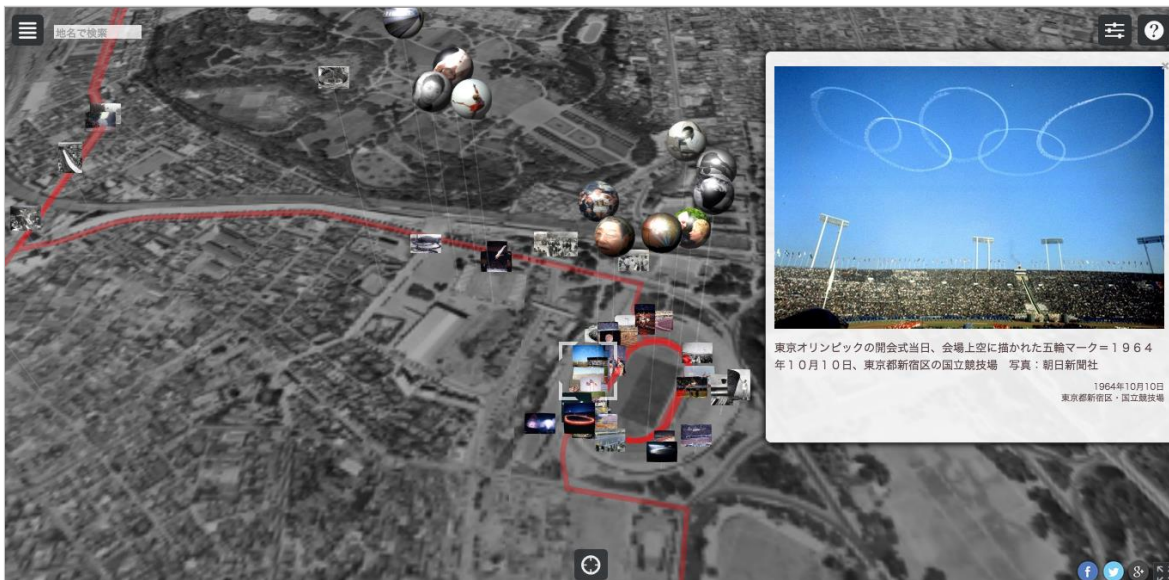 地名で検索
?
東京オリンピックの開会式当日、会場上空に描かれた五輪マーク＝１９６４
年１０月１０日、東京都新宿区の国立競技場　写真：朝日新聞社
1964年10月10日
東京都新宿区・国立競技場
f
g+